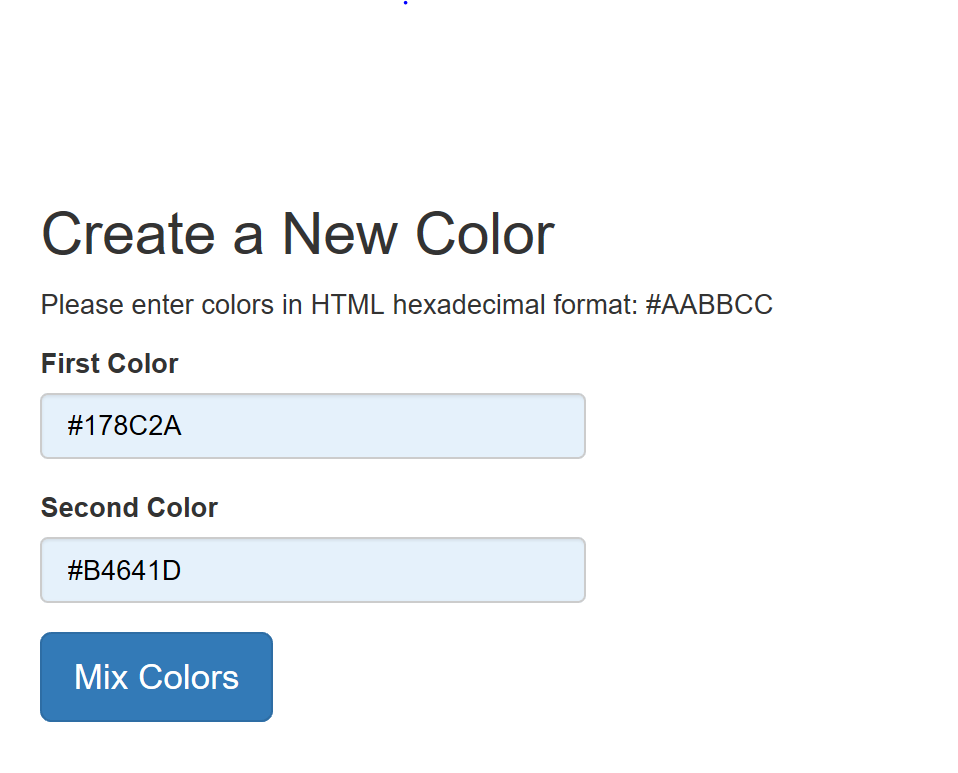 Create a New Color
Please enter colors in HTML hexadecimal format: #AABBCC
First Color
#178C2A
Second Color
#B4641D
Mix Colors